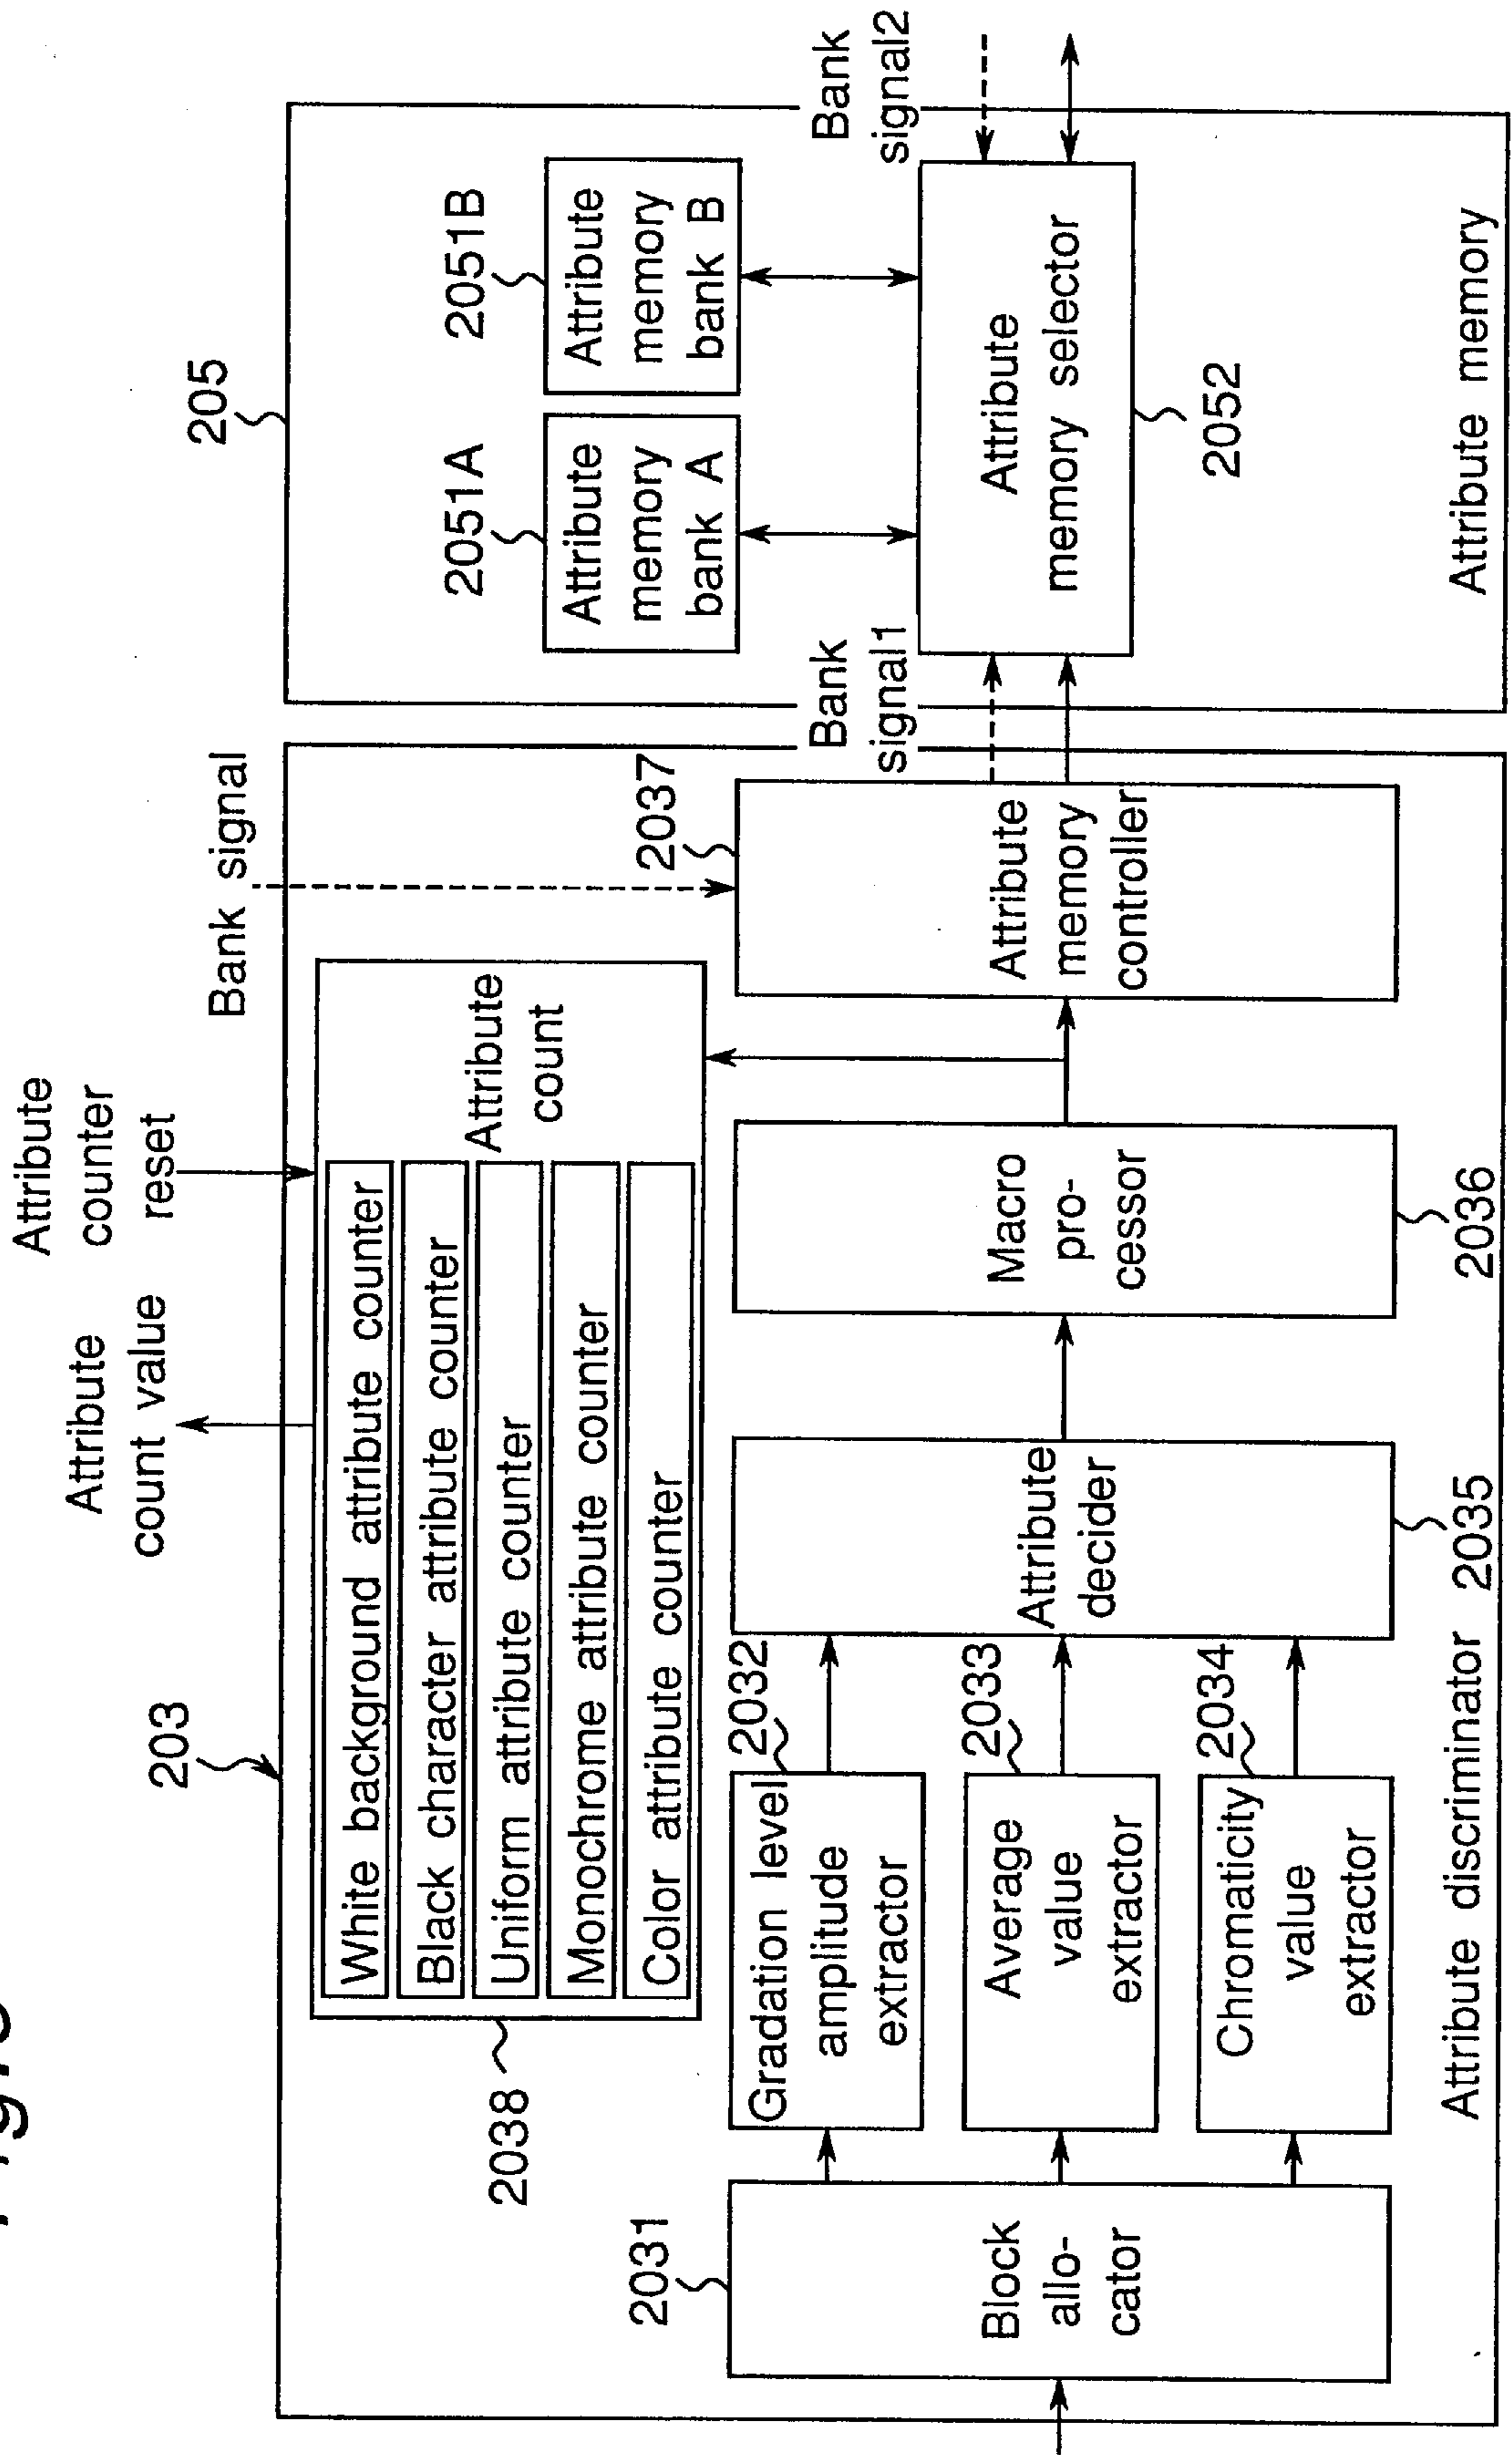 Attribute
counter
reset
Attribute
count value
Bank signal
203
205
White background attribute counter
Black character attribute counter
Uniform attribute counter
Monochrome attribute counter
Color attribute counter
Attribute
count
2038
2031
Block
allo-
cator
2032
Gradation level
amplitude
extractor
2033
Average
value
extractor
2034
Chromaticity
value
extractor
Attribute
decider
2035
Macro
pro-
cessor
2036
2037
Attribute
memory
controller
Attribute discriminator
Bank
signal1
2051A
Attribute
memory
bank A
2051B
Attribute
memory
bank B
Attribute
memory selector
2052
Bank
signal2
Attribute memory